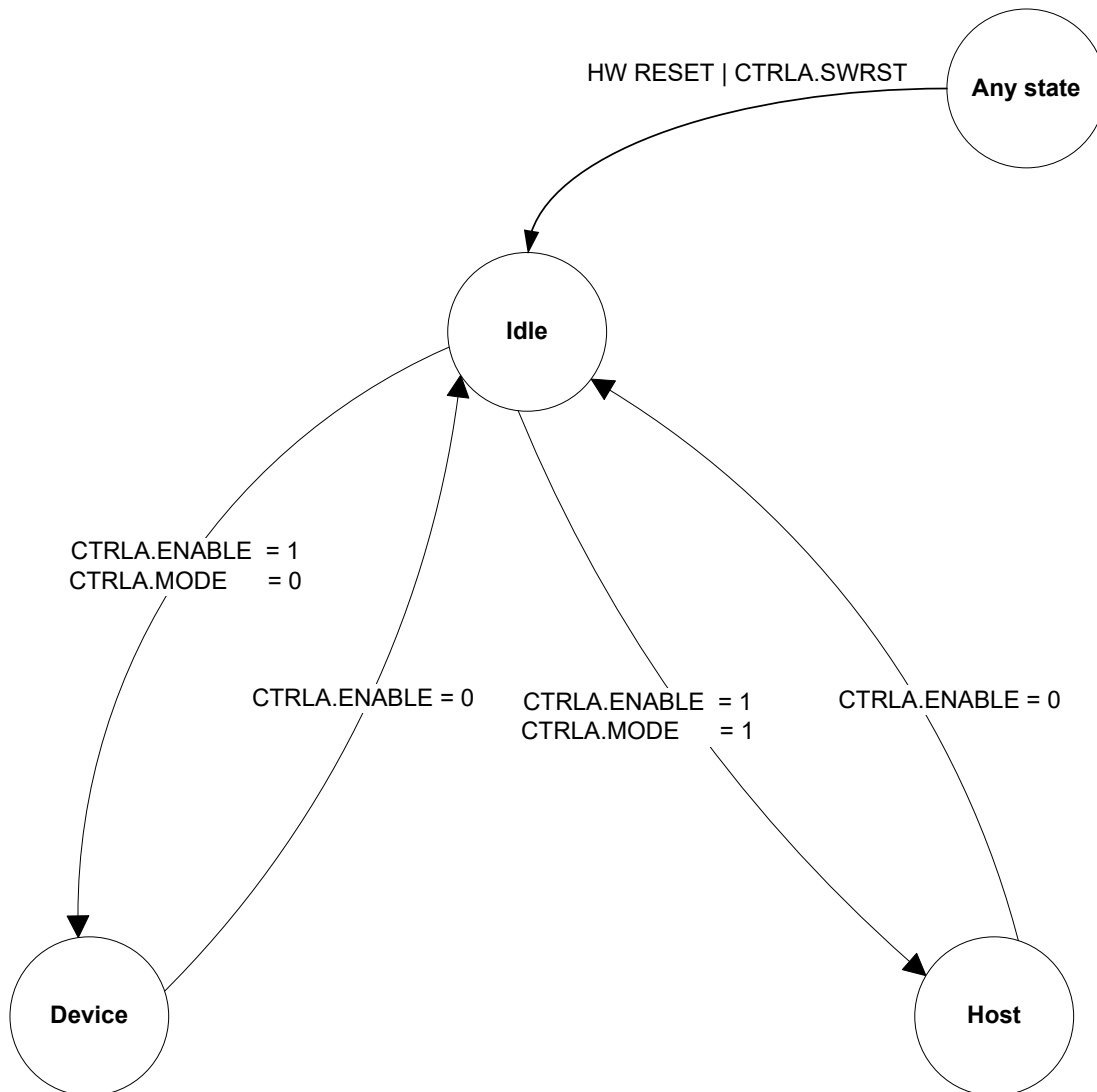 HW RESET | CTRLA.SWRST
Any state
Idle
CTRLA.ENABLE = 1
CTRLA.MODE = 0
CTRLA.ENABLE = 0
CTRLA.ENABLE = 1
CTRLA.MODE = 1
CTRLA.ENABLE = 0
Device
Host